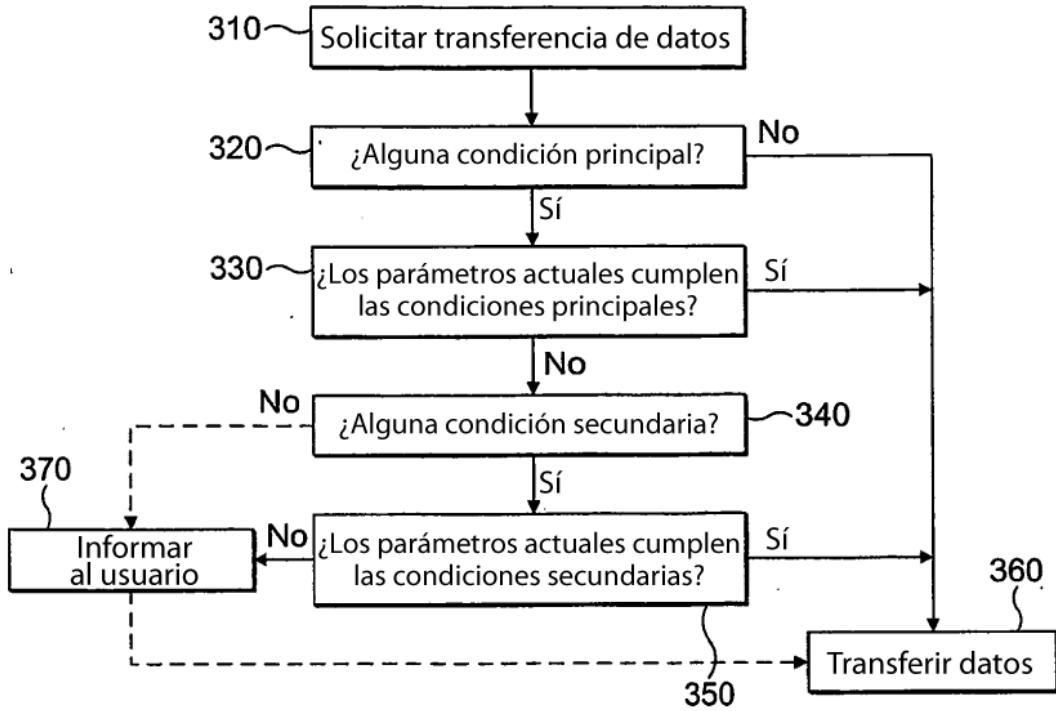 310
Solicitar transferencia de datos
320
¿Alguna condición principal?
No
Sí
330
¿Los parámetros actuales cumplen
las condiciones principales?
Sí
No
No
¿Alguna condición secundaria?
340
Sí
370
Informar
al usuario
No
¿Los parámetros actuales cumplen
las condiciones secundarias?
Sí
350
360
Transferir datos